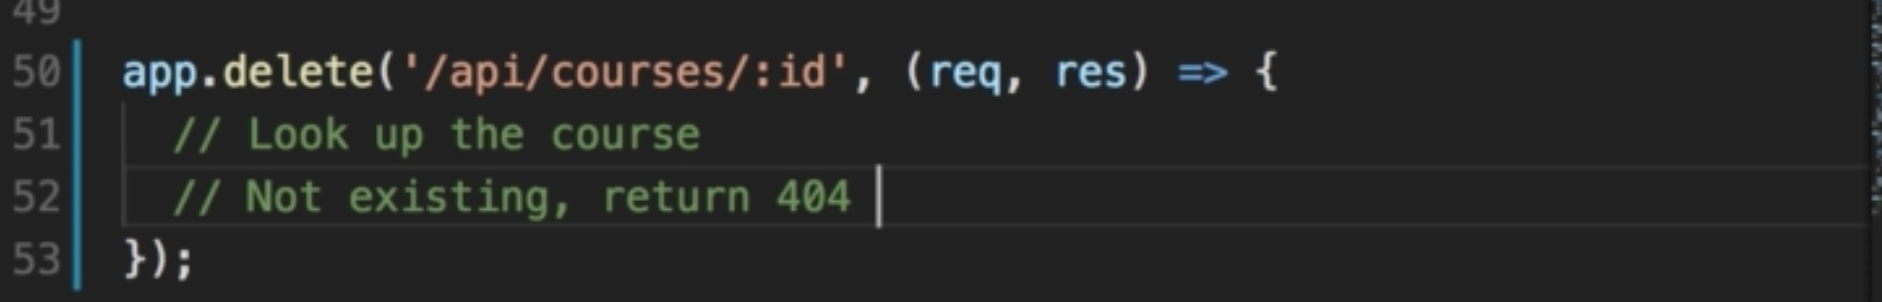 49
50 app.delete('/api/courses/:id', (req, res) => {
51 // Look up the course
52 // Not existing, return 404
53 });